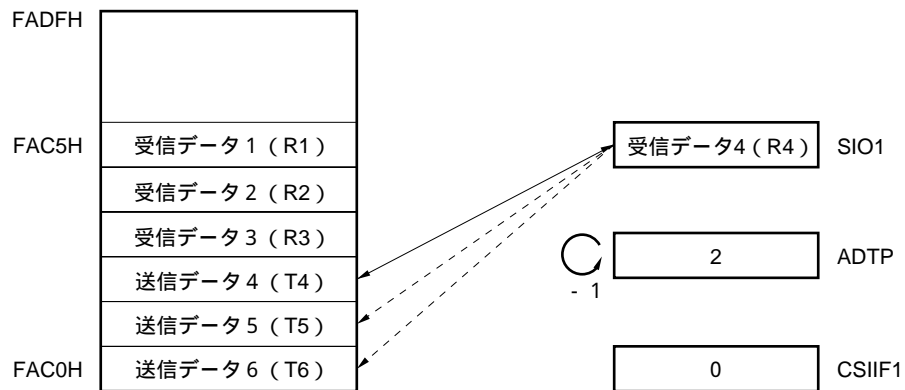 FADFH
FAC5H
受信データ1（R1）
受信データ4（R4）
SIO1
受信データ2（R2）
受信データ3（R3）
2
ADTP
送信データ4（T4）
- 1
送信データ5（T5）
FAC0H
送信データ6（T6）
0
CSIIF1